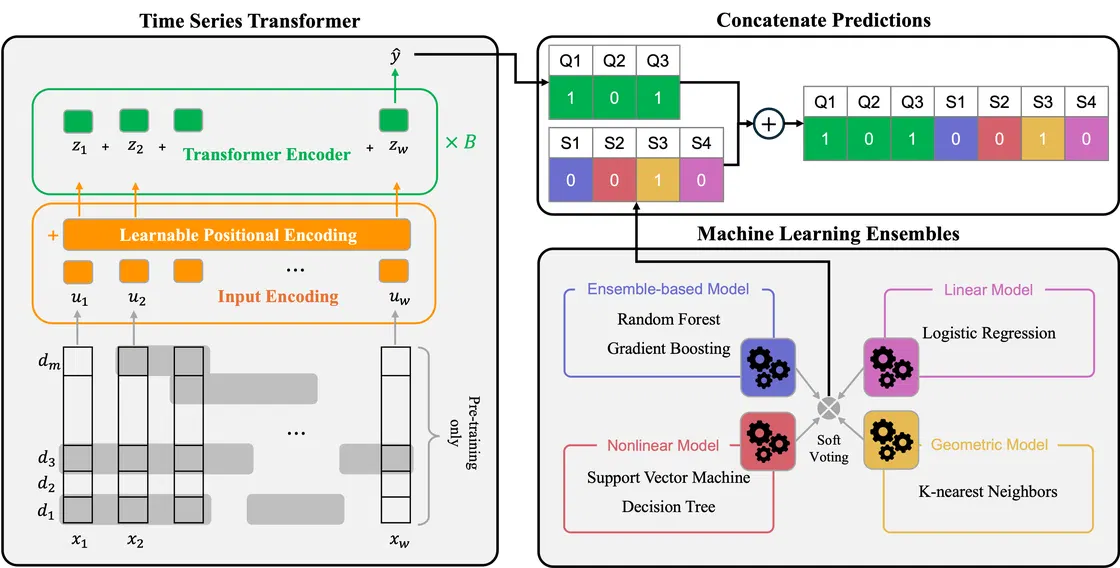 Time Series Transformer
ŷ
z₁ + z₂ + + z_w
Transformer Encoder
× B
+ Learnable Positional Encoding
...
u₁ u₂ u_w
Input Encoding
d_m
...
d₃
d₂
d₁
x₁ x₂ x_w
Pre-training
only
Concatenate Predictions
Q1 Q2 Q3
1 0 1
S1 S2 S3 S4
0 0 1 0
+
Q1 Q2 Q3 S1 S2 S3 S4
1 0 1 0 0 1 0
Machine Learning Ensembles
Ensemble-based Model
Random Forest
Gradient Boosting
Linear Model
Logistic Regression
Nonlinear Model
Support Vector Machine
Decision Tree
Soft
Voting
Geometric Model
K-nearest Neighbors